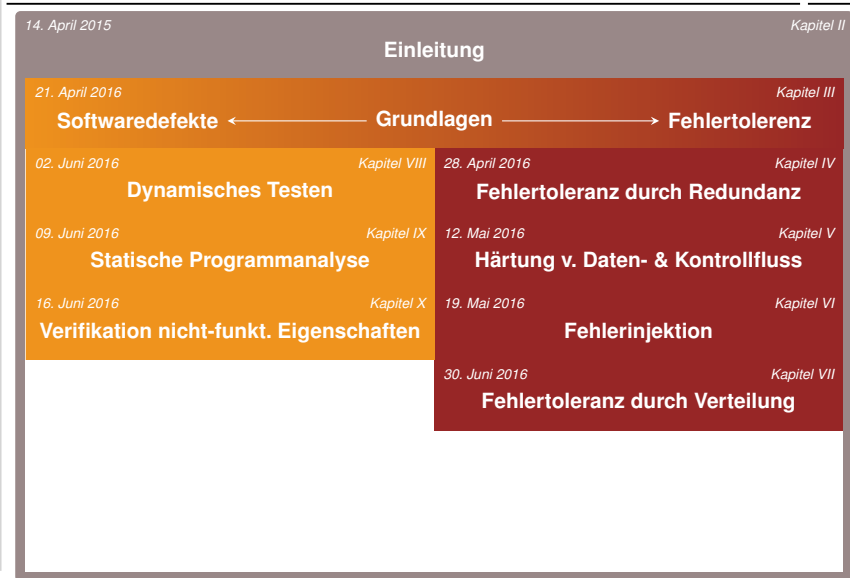 14. April 2015 Kapitel II
Einleitung
21. April 2016 Kapitel III
Softwaredefekte Grundlagen Fehlertolerenz
02. Juni 2016 Kapitel VIII
Dynamisches Testen
09. Juni 2016 Kapitel IX
Statische Programmanalyse
16. Juni 2016 Kapitel X
Verifikation nicht-funkt. Eigenschaften
28. April 2016 Kapitel IV
Fehlertoleranz durch Redundanz
12. Mai 2016 Kapitel V
Härtung v. Daten- & Kontrollfluss
19. Mai 2016 Kapitel VI
Fehlerinjektion
30. Juni 2016 Kapitel VII
Fehlertoleranz durch Verteilung